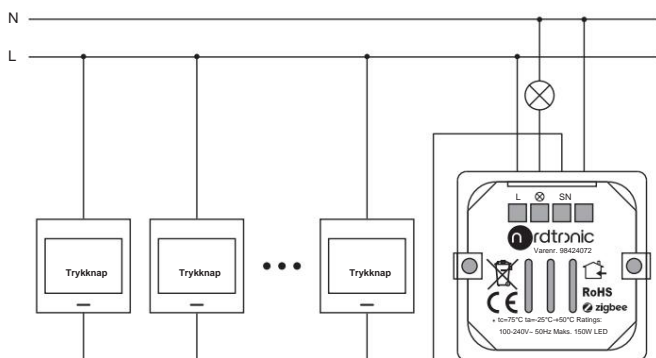 N
L
L ⊗ SN
nordtronic
Varenr. 98424072
Trykknap
Trykknap
Trykknap
CE
RoHS
zigbee
* tc=75°C ta=-25°C-+50°C Ratings:
100-240V~ 50Hz Maks. 150W LED